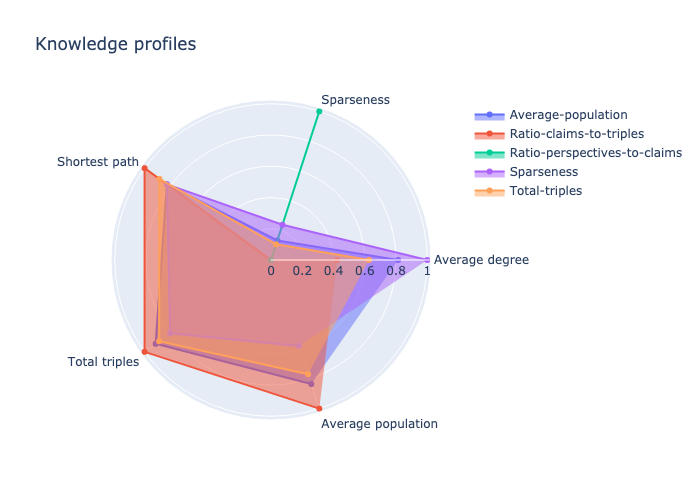 Knowledge profiles
Sparseness
Average-population
Ratio-claims-to-triples
Ratio-perspectives-to-claims
Sparseness
Total-triples
Shortest path
Average degree
0 0.2 0.4 0.6 0.8 1
Total triples
Average population